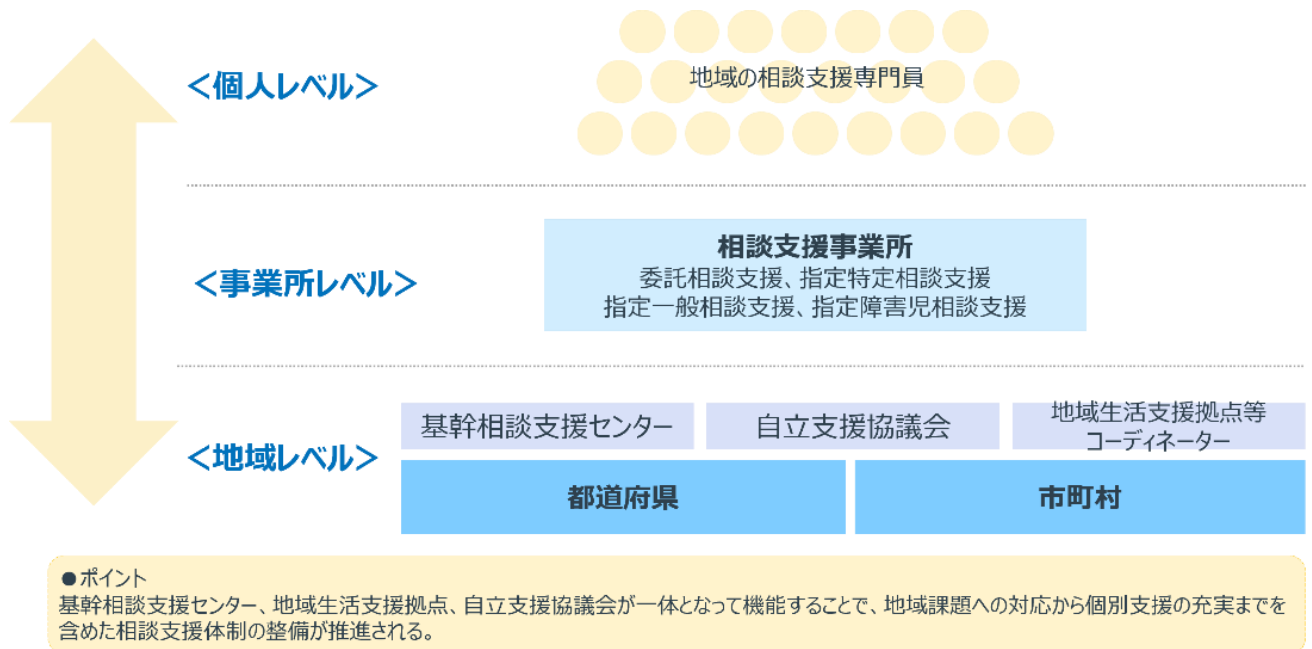 ＜個人レベル＞
地域の相談支援専門員
＜事業所レベル＞
相談支援事業所
委託相談支援、指定特定相談支援
指定一般相談支援、指定障害児相談支援
＜地域レベル＞
基幹相談支援センター
自立支援協議会
地域生活支援拠点等
コーディネーター
都道府県
市町村
●ポイント
基幹相談支援センター、地域生活支援拠点、自立支援協議会が一体となって機能することで、地域課題への対応から個別支援の充実までを
含めた相談支援体制の整備が推進される。